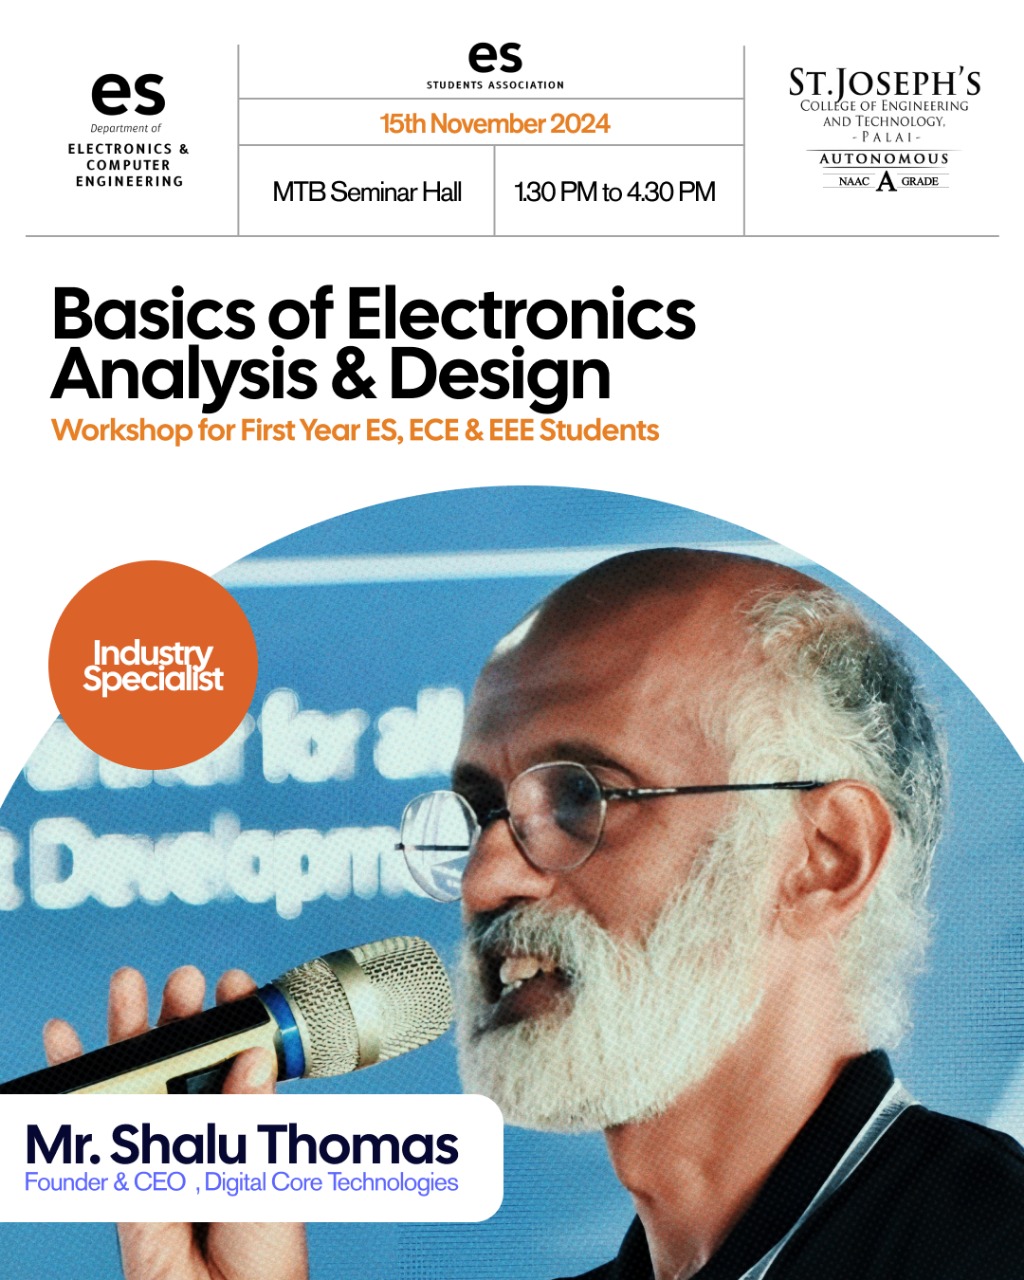 es
Department of
ELECTRONICS &
COMPUTER
ENGINEERING
es
STUDENTS ASSOCIATION
15th November 2024
MTB Seminar Hall
1.30 PM to 4.30 PM
ST.JOSEPH'S
COLLEGE OF ENGINEERING
AND TECHNOLOGY,
- PALAI -
AUTONOMOUS
NAAC A GRADE
Basics of Electronics
Analysis & Design
Workshop for First Year ES, ECE & EEE Students
Industry
Specialist
for all
Mr. Shalu Thomas
Founder & CEO , Digital Core Technologies